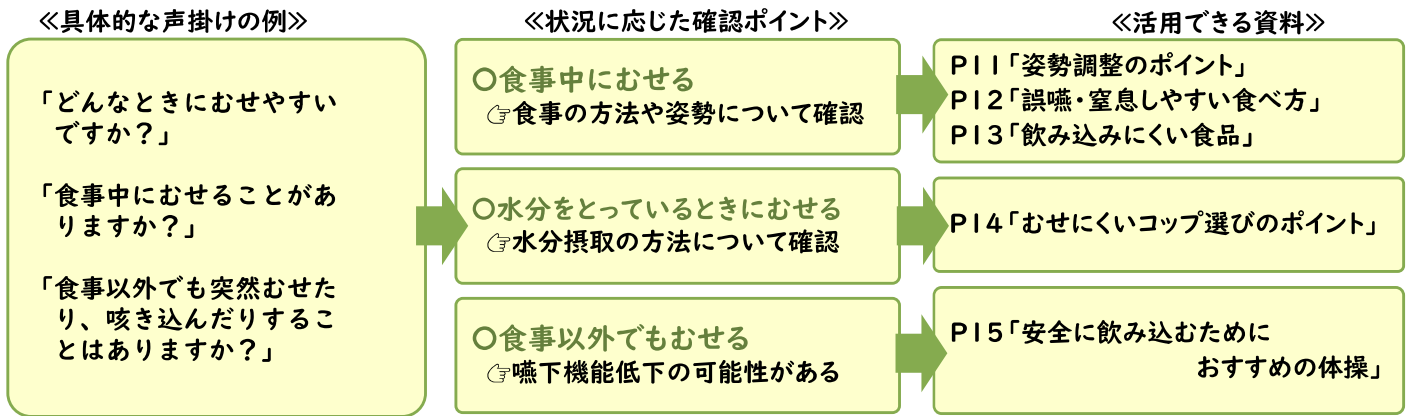 ≪具体的な声掛けの例≫
「どんなときにむせやすい
ですか？」
「食事中にむせることがあ
りますか？」
「食事以外でも突然むせた
り、咳き込んだりするこ
とはありますか？」
≪状況に応じた確認ポイント≫
〇食事中にむせる
☞食事の方法や姿勢について確認
〇水分をとっているときにむせる
☞水分摂取の方法について確認
〇食事以外でもむせる
☞嚥下機能低下の可能性がある
≪活用できる資料≫
P11「姿勢調整のポイント」
P12「誤嚥・窒息しやすい食べ方」
P13「飲み込みにくい食品」
P14「むせにくいコップ選びのポイント」
P15「安全に飲み込むために
おすすめの体操」